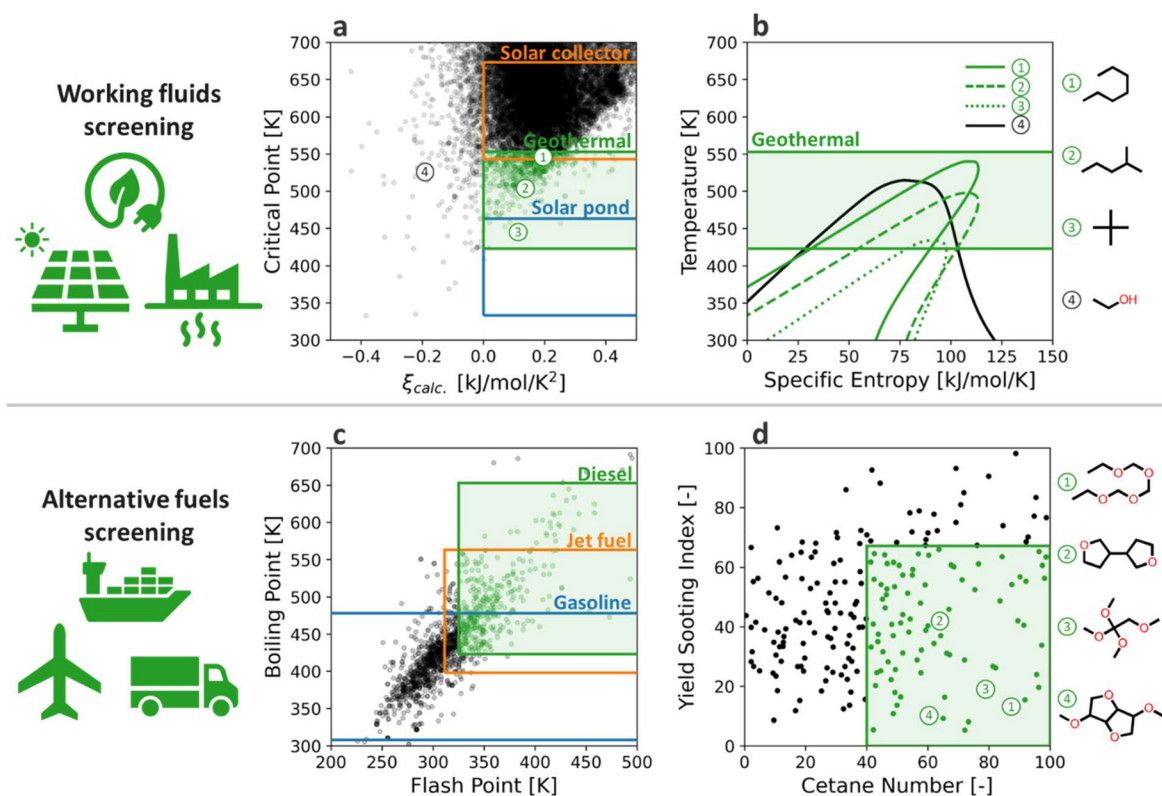 Working fluids
screening
a
Critical Point [K]
700
650
600
550
500
450
400
350
300
Solar collector
Geothermal
Solar pond
1
2
3
4
−0.4 −0.2 0.0 0.2 0.4
ξcalc. [kJ/mol/K²]
b
Temperature [K]
700
650
600
550
500
450
400
350
300
Geothermal
1
2
3
4
0 25 50 75 100 125 150
Specific Entropy [kJ/mol/K]
1
2
3
4
OH
Alternative fuels
screening
c
Boiling Point [K]
700
650
600
550
500
450
400
350
300
Diesel
Jet fuel
Gasoline
200 250 300 350 400 450 500
Flash Point [K]
d
Yield Sooting Index [-]
100
80
60
40
20
0
2
3
1
4
0 20 40 60 80 100
Cetane Number [-]
1
O O
O O
2
O
O
3
O O
O O
4
O
O O
O